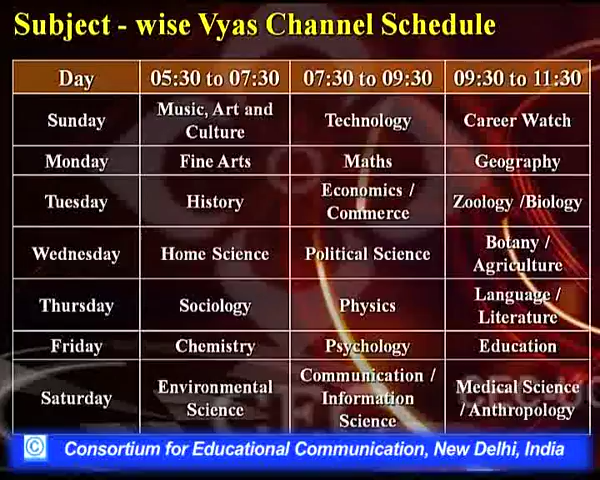 Subject - wise Vyas Channel Schedule
Day 05:30 to 07:30 07:30 to 09:30 09:30 to 11:30
Sunday Music, Art and Culture Technology Career Watch
Monday Fine Arts Maths Geography
Tuesday History Economics / Commerce Zoology /Biology
Wednesday Home Science Political Science Botany / Agriculture
Thursday Sociology Physics Language / Literature
Friday Chemistry Psychology Education
Saturday Environmental Science Communication / Information Science Medical Science / Anthropology
© Consortium for Educational Communication, New Delhi, India